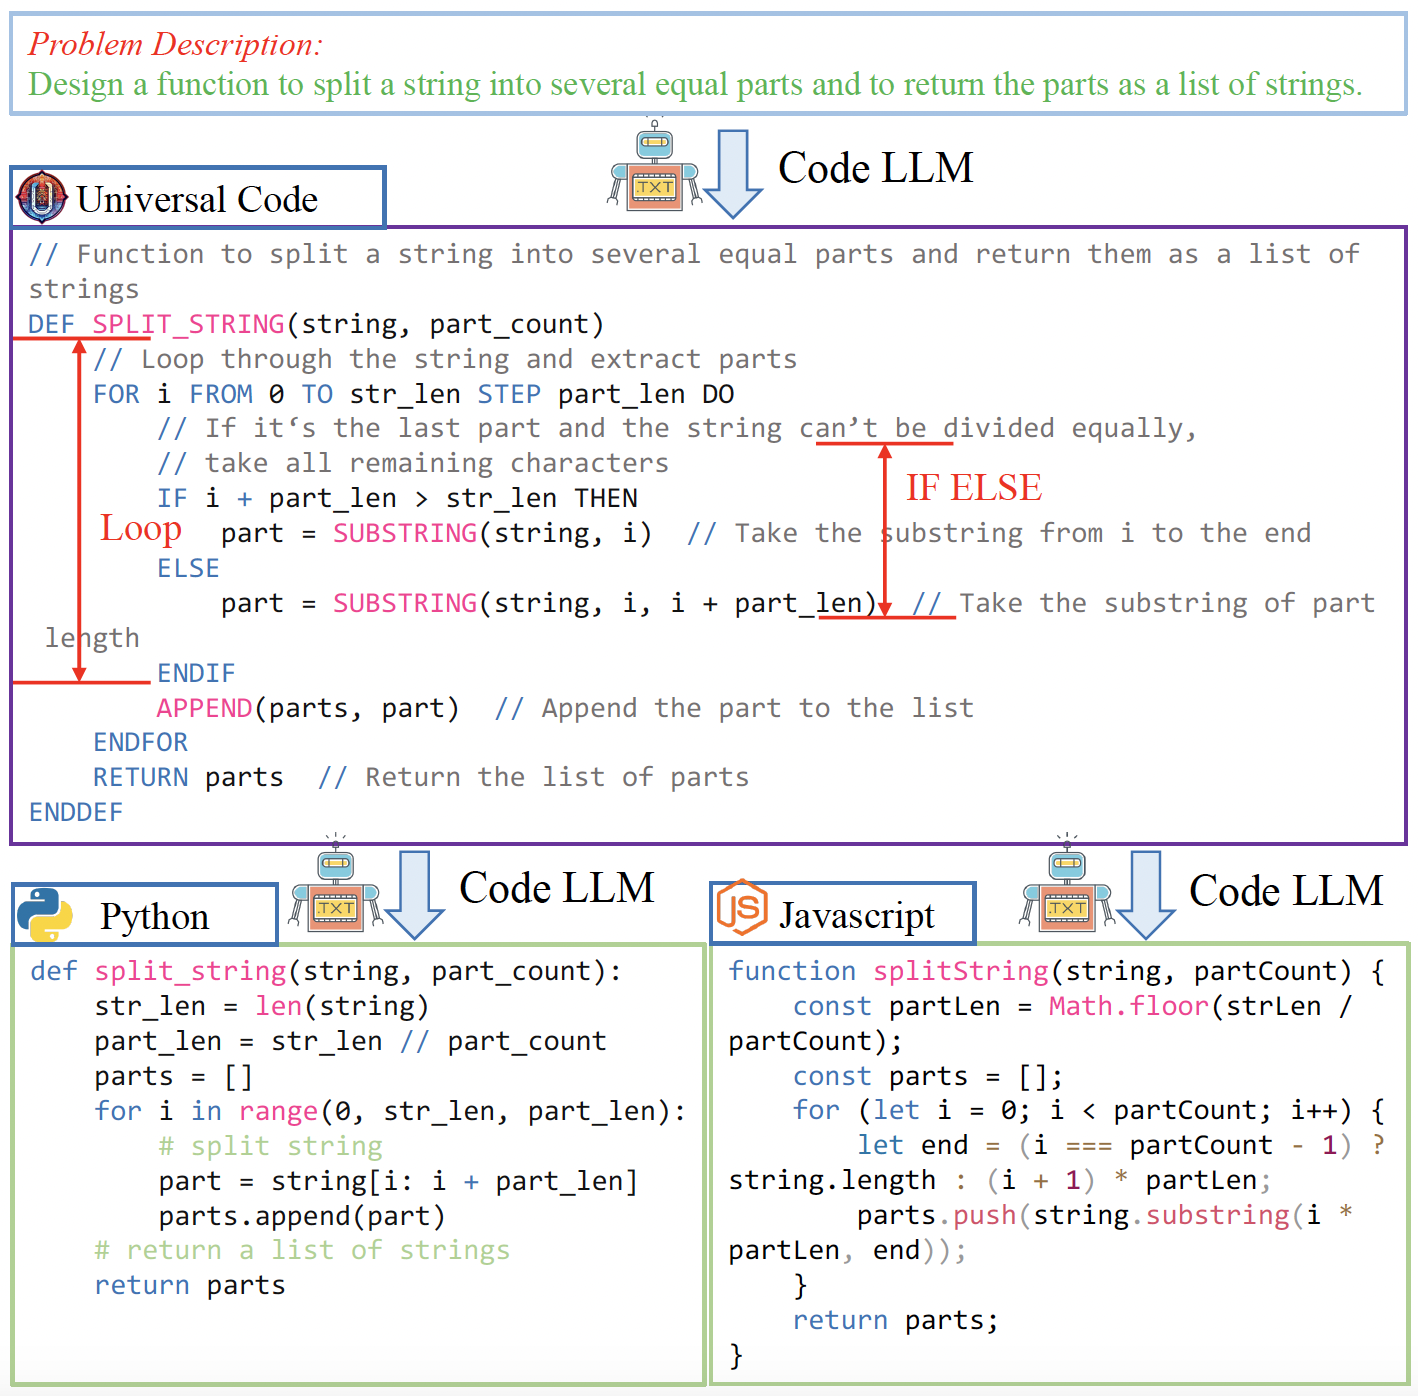 Problem Description:
Design a function to split a string into several equal parts and to return the parts as a list of strings.
.TXT
Code LLM
Universal Code
// Function to split a string into several equal parts and return them as a list of
strings
DEF SPLIT_STRING(string, part_count)
// Loop through the string and extract parts
FOR i FROM 0 TO str_len STEP part_len DO
// If it‘s the last part and the string can’t be divided equally,
// take all remaining characters
IF i + part_len > str_len THEN
IF ELSE
Loop
part = SUBSTRING(string, i)  // Take the substring from i to the end
ELSE
part = SUBSTRING(string, i, i + part_len)  // Take the substring of part
length
ENDIF
APPEND(parts, part)  // Append the part to the list
ENDFOR
RETURN parts  // Return the list of parts
ENDDEF
.TXT
Code LLM
Python
def split_string(string, part_count):
str_len = len(string)
part_len = str_len // part_count
parts = []
for i in range(0, str_len, part_len):
# split string
part = string[i: i + part_len]
parts.append(part)
# return a list of strings
return parts
.TXT
Code LLM
JS
Javascript
function splitString(string, partCount) {
const partLen = Math.floor(strLen /
partCount);
const parts = [];
for (let i = 0; i < partCount; i++) {
let end = (i === partCount - 1) ?
string.length : (i + 1) * partLen;
parts.push(string.substring(i *
partLen, end));
}
return parts;
}